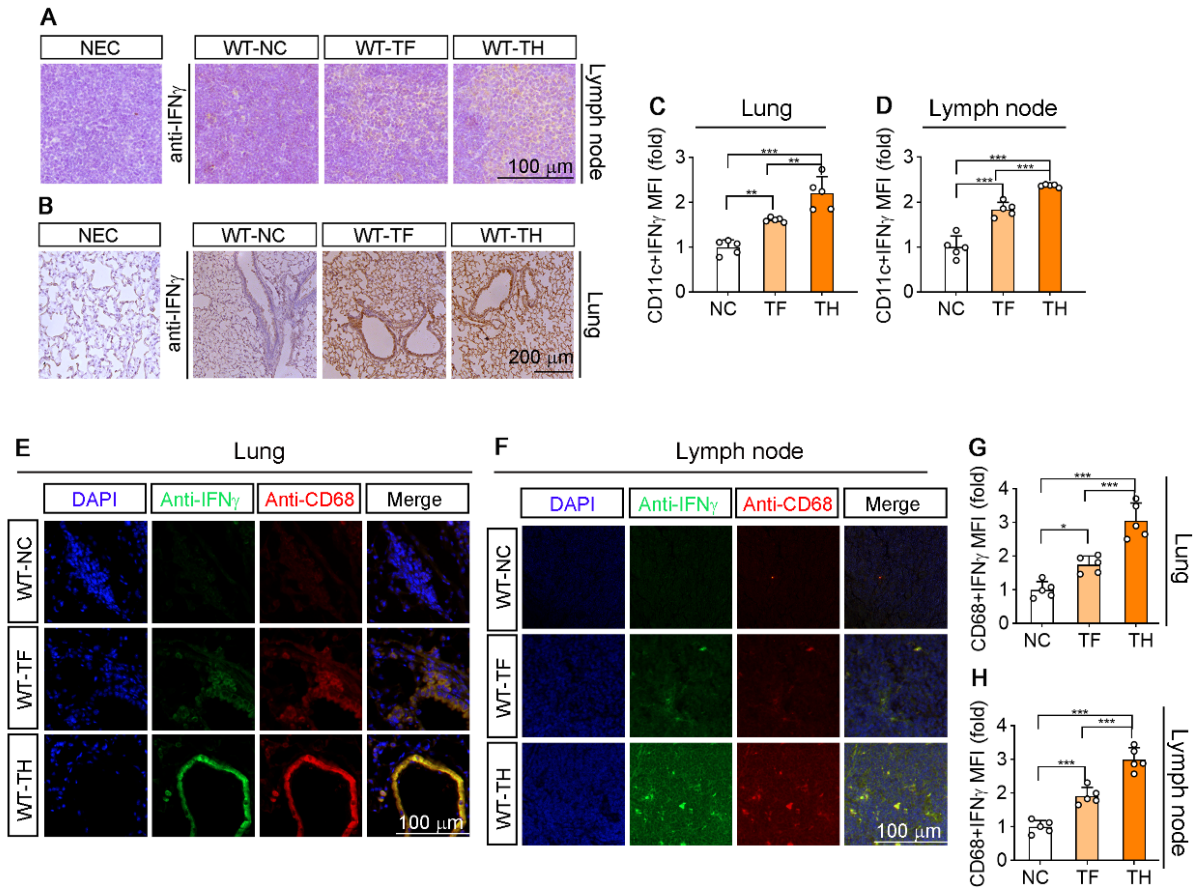 A
NEC
anti-IFNγ
WT-NC
WT-TF
WT-TH
Lymph node
100 μm
B
NEC
anti-IFNγ
WT-NC
WT-TF
WT-TH
Lung
200 μm
C
Lung
CD11c+IFNγ MFI (fold)
3
2
1
0
***
**
**
NC TF TH
D
Lymph node
CD11c+IFNγ MFI (fold)
3
2
1
0
***
***
***
NC TF TH
E
Lung
DAPI
Anti-IFNγ
Anti-CD68
Merge
WT-NC
WT-TF
WT-TH
100 μm
F
Lymph node
DAPI
Anti-IFNγ
Anti-CD68
Merge
WT-NC
WT-TF
WT-TH
100 μm
G
CD68+IFNγ MFI (fold)
4
3
2
1
0
***
***
*
NC TF TH
Lung
H
CD68+IFNγ MFI (fold)
4
3
2
1
0
***
***
***
NC TF TH
Lymph node